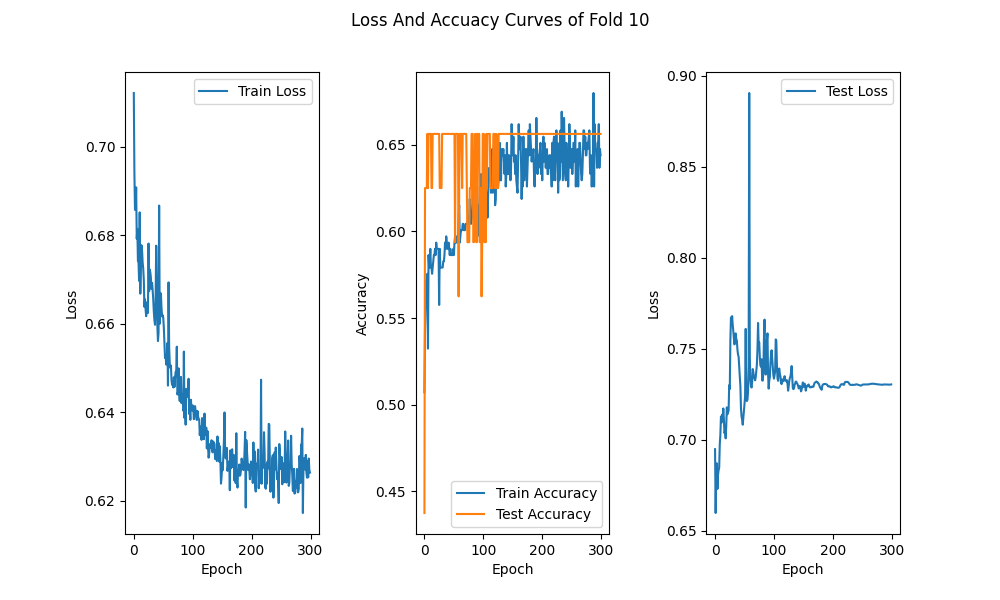 Loss And Accuacy Curves of Fold 10
Loss
0.70
0.68
0.66
0.64
0.62
0 100 200 300
Epoch
Train Loss
Accuracy
0.65
0.60
0.55
0.50
0.45
0 100 200 300
Epoch
Train Accuracy
Test Accuracy
Loss
0.90
0.85
0.80
0.75
0.70
0.65
0 100 200 300
Epoch
Test Loss